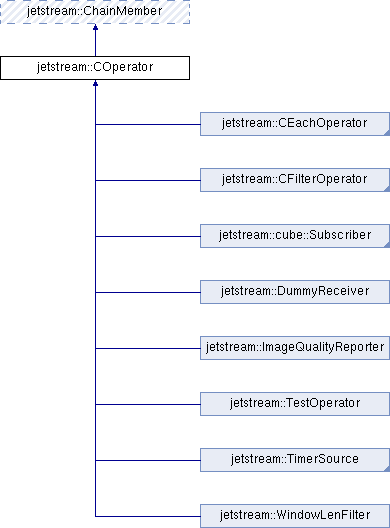 jetstream::ChainMember
jetstream::COperator
jetstream::CEachOperator
jetstream::CFilterOperator
jetstream::cube::Subscriber
jetstream::DummyReceiver
jetstream::ImageQualityReporter
jetstream::TestOperator
jetstream::TimerSource
jetstream::WindowLenFilter